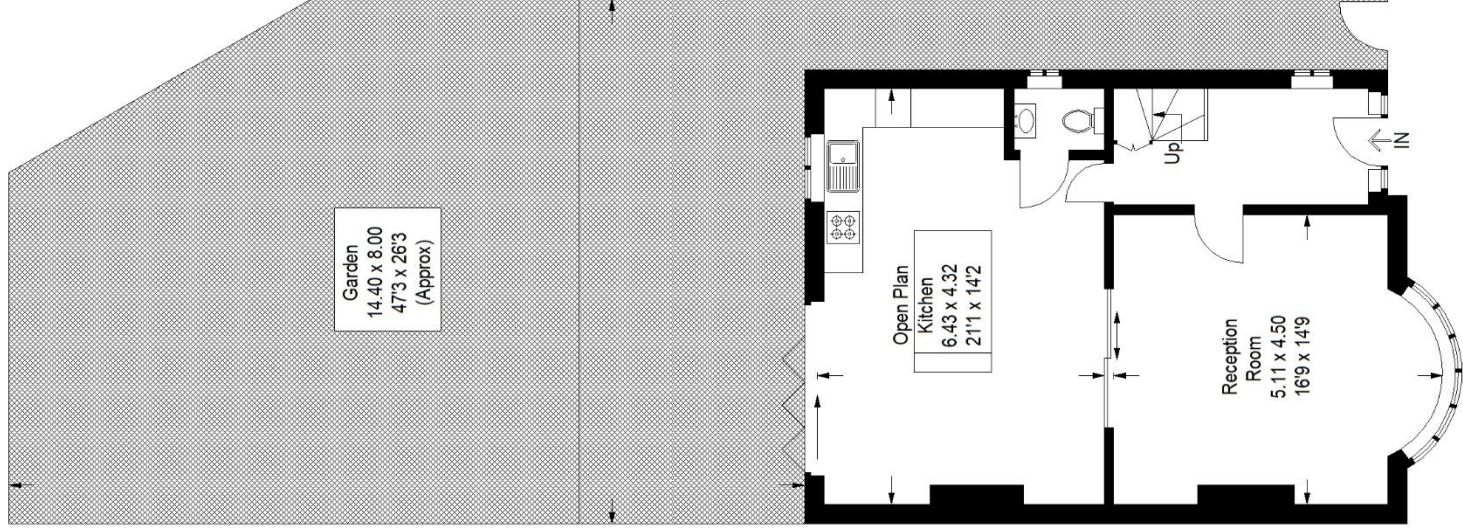 Garden
14.40 x 8.00
47'3 x 26'3
(Approx)
Open Plan
Kitchen
6.43 x 4.32
21'1 x 14'2
Up
IN
Reception
Room
5.11 x 4.50
16'9 x 14'9